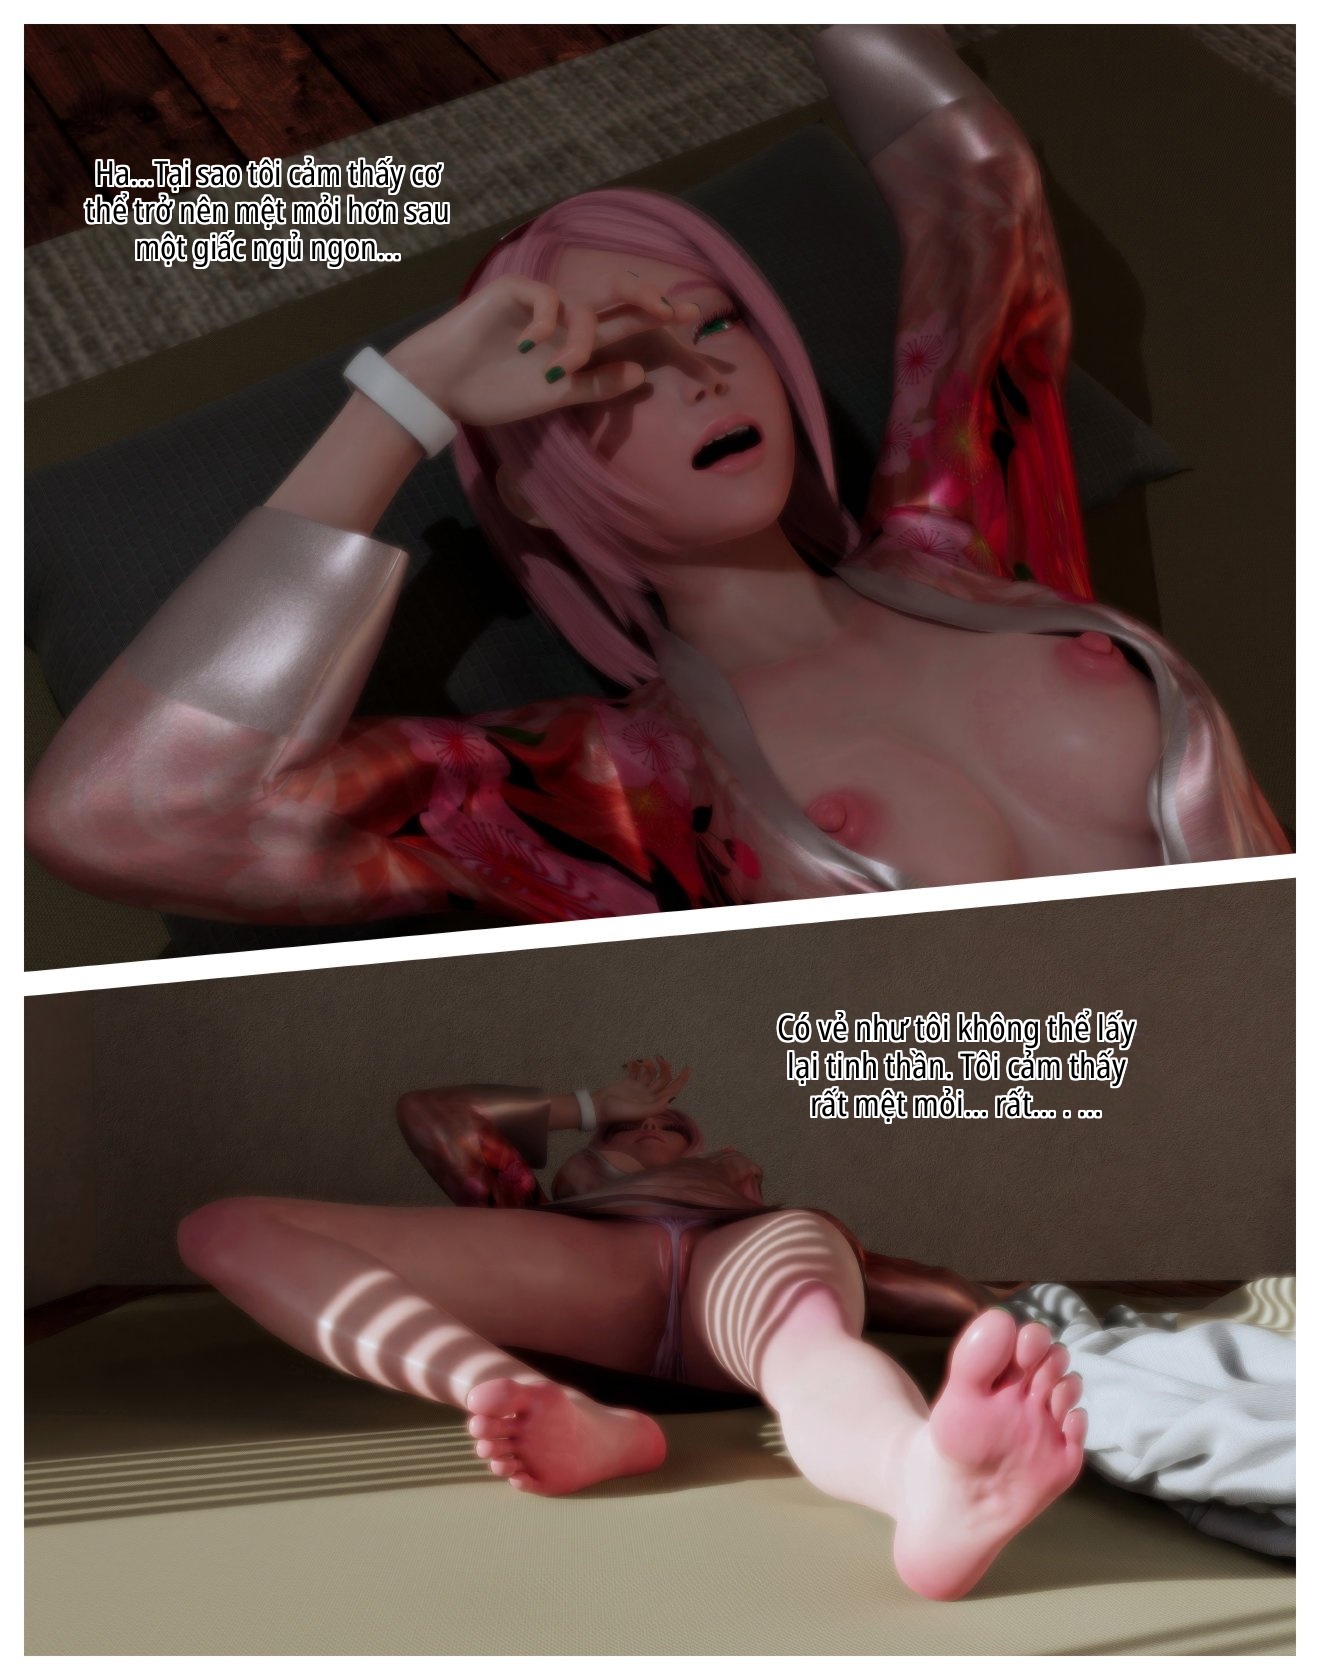 Ha...Tại sao tôi cảm thấy cơ
thể trở nên mệt mỏi hơn sau
một giấc ngủ ngon...
Có vẻ như tôi không thể lấy
lại tinh thần. Tôi cảm thấy
rất mệt mỏi... rất... . ...